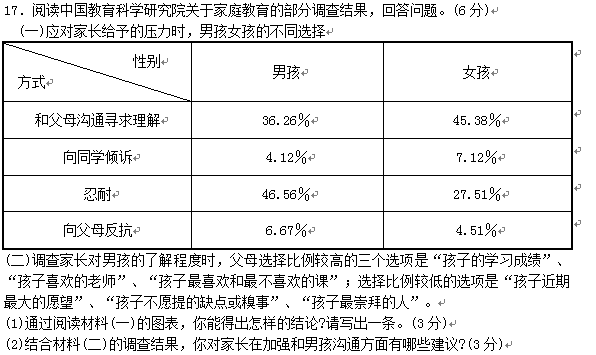 17. 阅读中国教育科学研究院关于家庭教育的部分调查结果，回答问题。(6分)
(一)应对家长给予的压力时，男孩女孩的不同选择
性别
方式
男孩
女孩
和父母沟通寻求理解
36.26%
45.38%
向同学倾诉
4.12%
7.12%
忍耐
46.56%
27.51%
向父母反抗
6.67%
4.51%
(二)调查家长对男孩的了解程度时，父母选择比例较高的三个选项是“孩子的学习成绩”、
“孩子喜欢的老师”、“孩子最喜欢和最不喜欢的课”；选择比例较低的选项是“孩子近期
最大的愿望”、“孩子不愿提的缺点或糗事”、“孩子最崇拜的人”。
(1)通过阅读材料(一)的图表，你能得出怎样的结论?请写出一条。(3分)
(2)结合材料(二)的调查结果，你对家长在加强和男孩沟通方面有哪些建议?(3分)